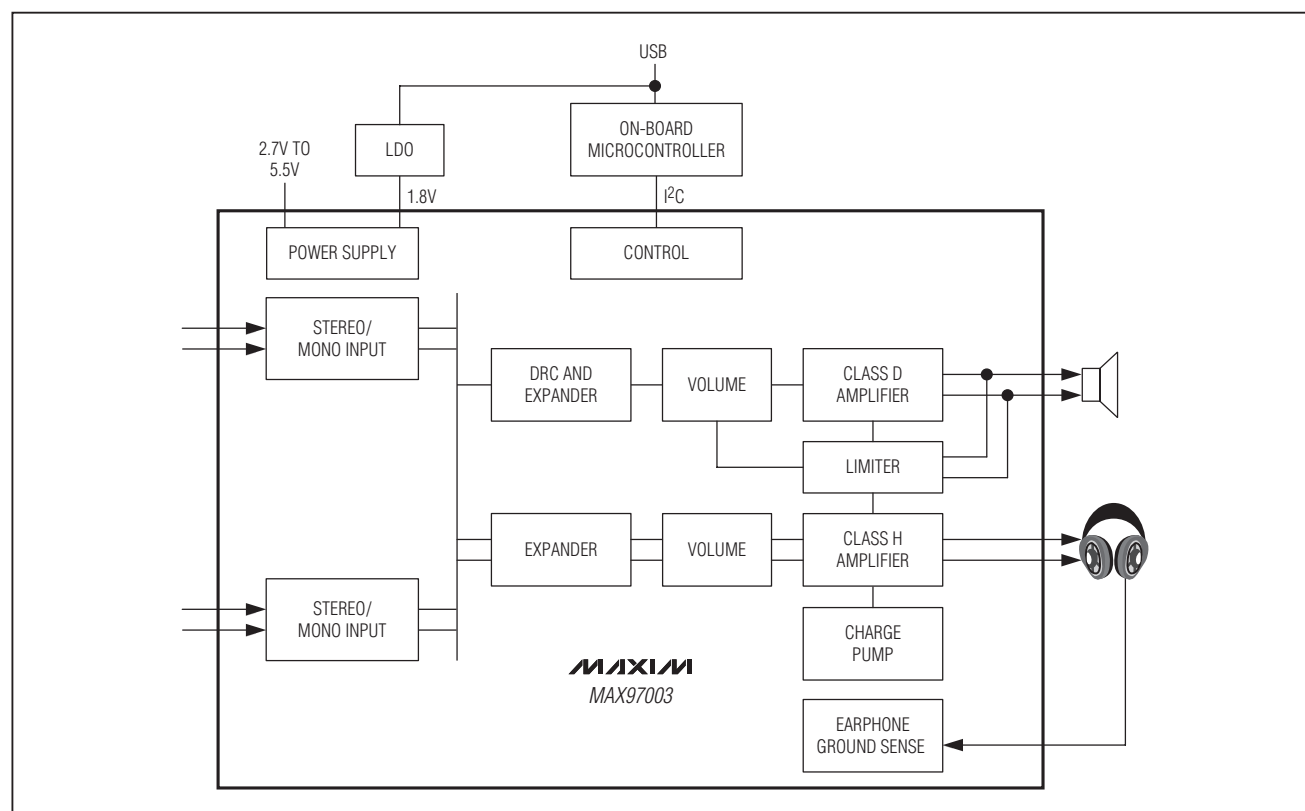 USB
LDO
ON-BOARD
MICROCONTROLLER
2.7V TO
5.5V
1.8V
I²C
POWER SUPPLY
CONTROL
STEREO/
MONO INPUT
DRC AND
EXPANDER
VOLUME
CLASS D
AMPLIFIER
LIMITER
EXPANDER
VOLUME
CLASS H
AMPLIFIER
STEREO/
MONO INPUT
CHARGE
PUMP
MAXIM
MAX97003
EARPHONE
GROUND SENSE